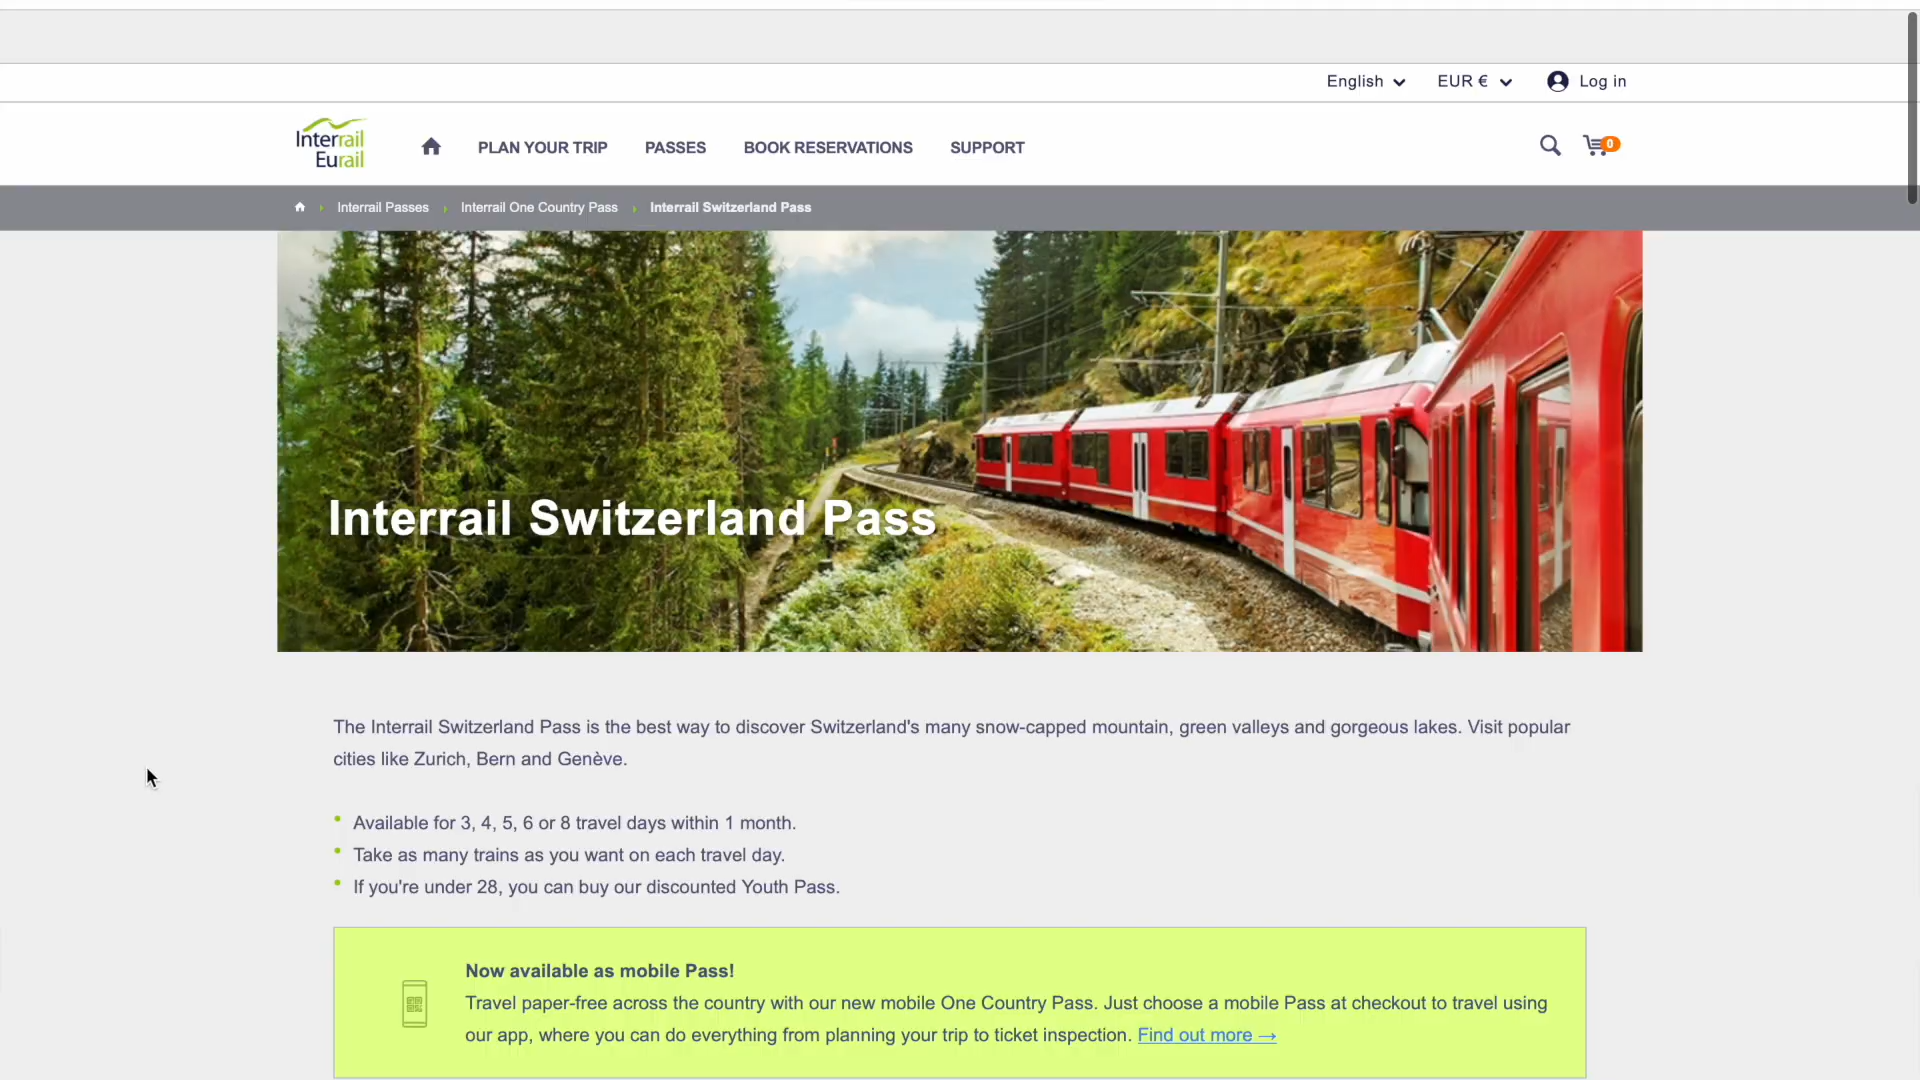 English
EUR €
Log in
Interrail
Eurail
PLAN YOUR TRIP
PASSES
BOOK RESERVATIONS
SUPPORT
0
Interrail Passes
Interrail One Country Pass
Interrail Switzerland Pass
Interrail Switzerland Pass
The Interrail Switzerland Pass is the best way to discover Switzerland's many snow-capped mountain, green valleys and gorgeous lakes. Visit popular
cities like Zurich, Bern and Genève.
Available for 3, 4, 5, 6 or 8 travel days within 1 month.
Take as many trains as you want on each travel day.
If you're under 28, you can buy our discounted Youth Pass.
Now available as mobile Pass!
Travel paper-free across the country with our new mobile One Country Pass. Just choose a mobile Pass at checkout to travel using
our app, where you can do everything from planning your trip to ticket inspection. Find out more →